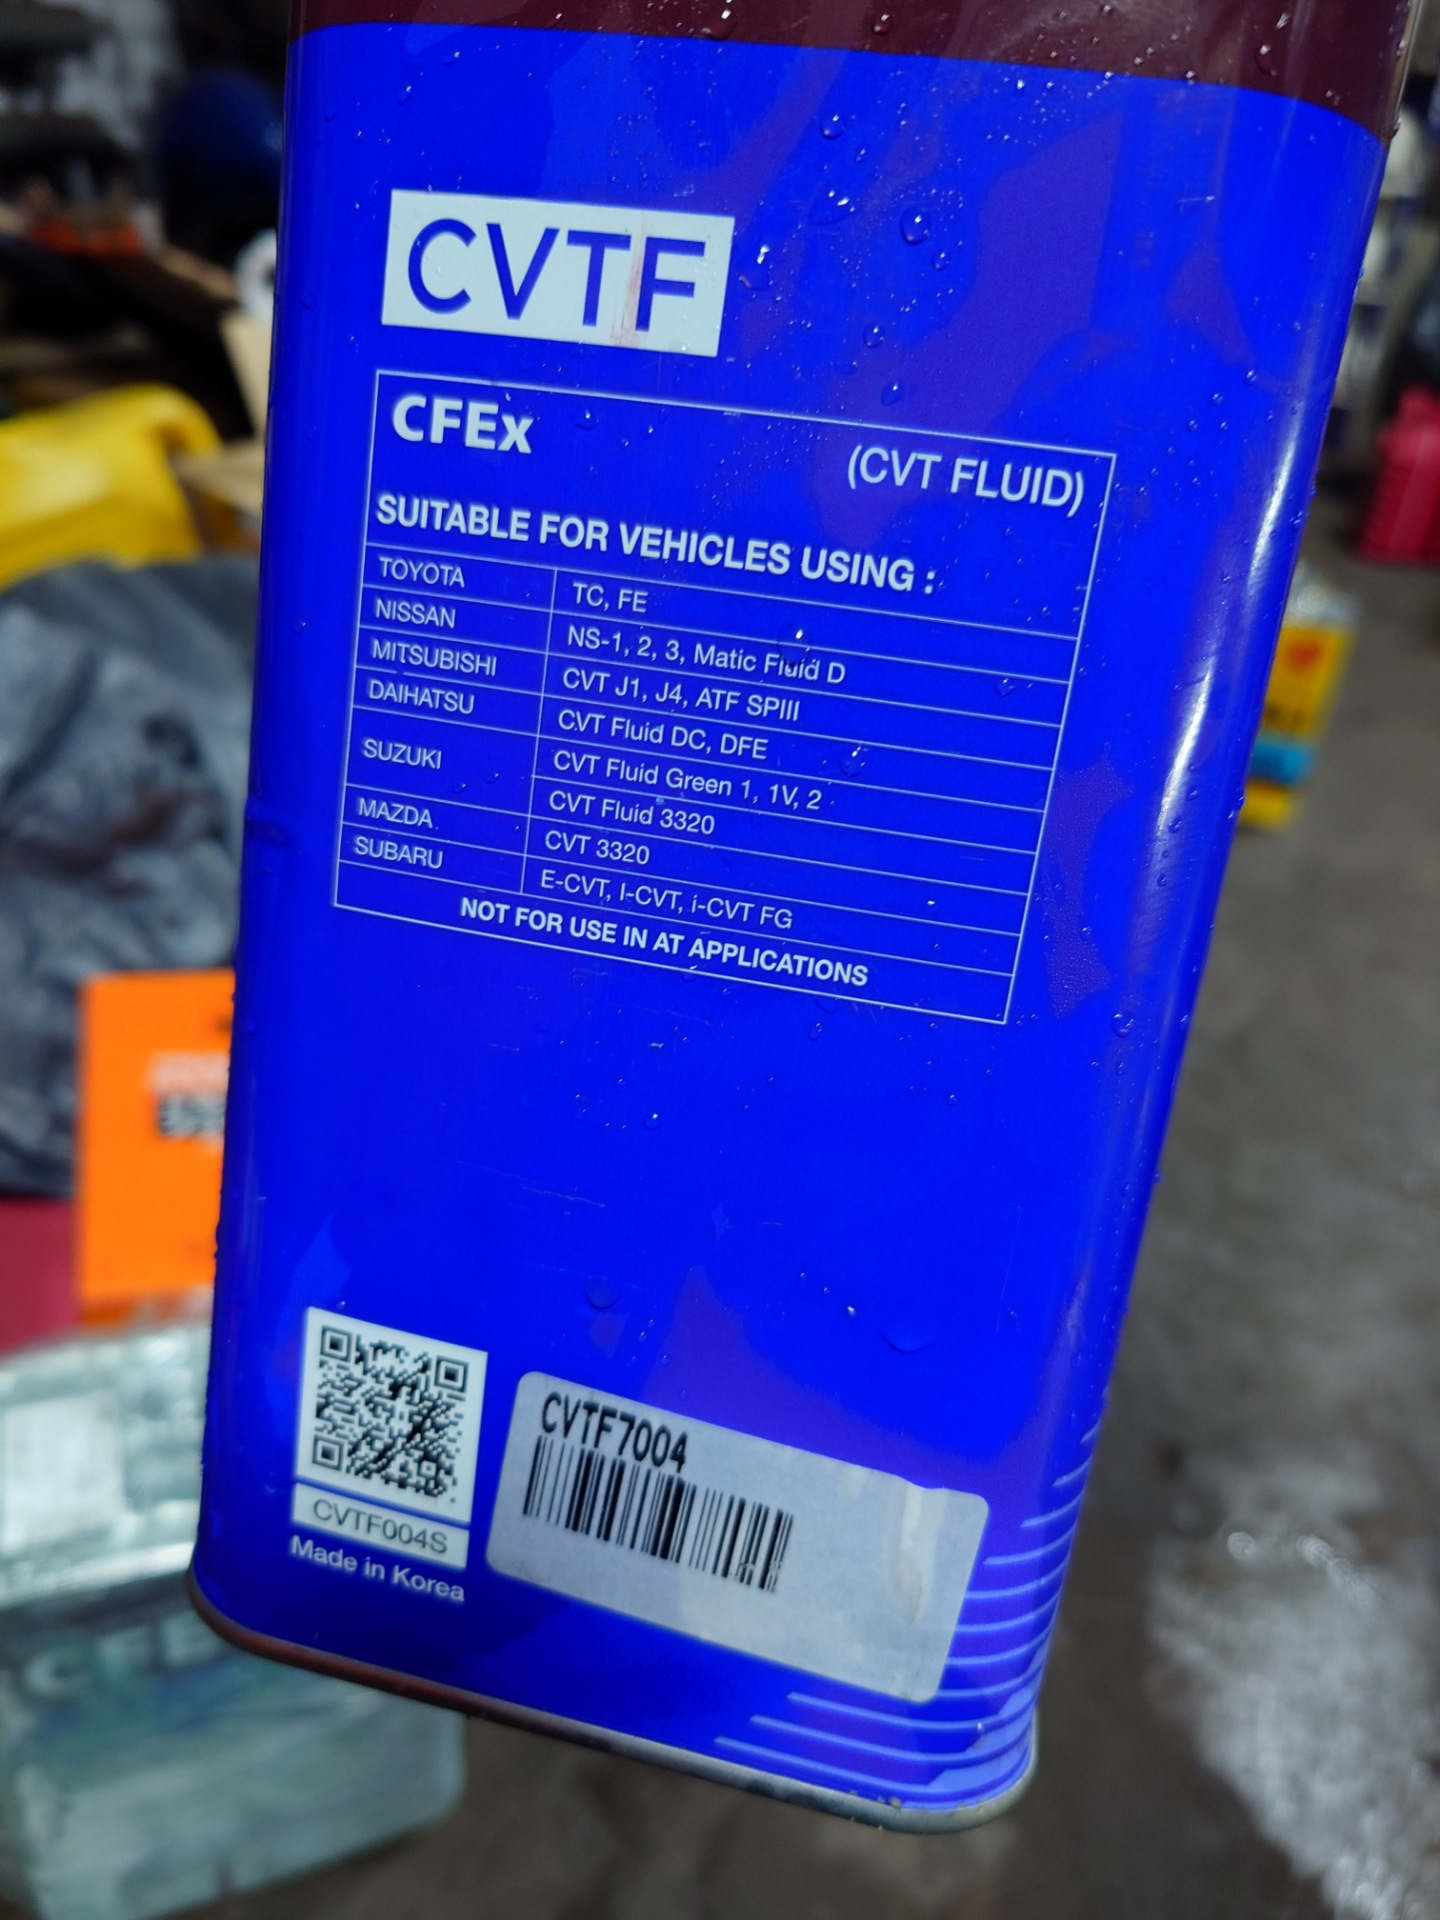 CVTF
CFEx
(CVT FLUID)
SUITABLE FOR VEHICLES USING :
TOYOTA TC, FE
NISSAN NS-1, 2, 3, Matic Fluid D
MITSUBISHI CVT J1, J4, ATF SPIII
DAIHATSU CVT Fluid DC, DFE
SUZUKI CVT Fluid Green 1, 1V, 2
CVT Fluid 3320
MAZDA CVT 3320
SUBARU E-CVT, I-CVT, i-CVT FG
NOT FOR USE IN AT APPLICATIONS
CVTF7004
CVTF004S
Made in Korea